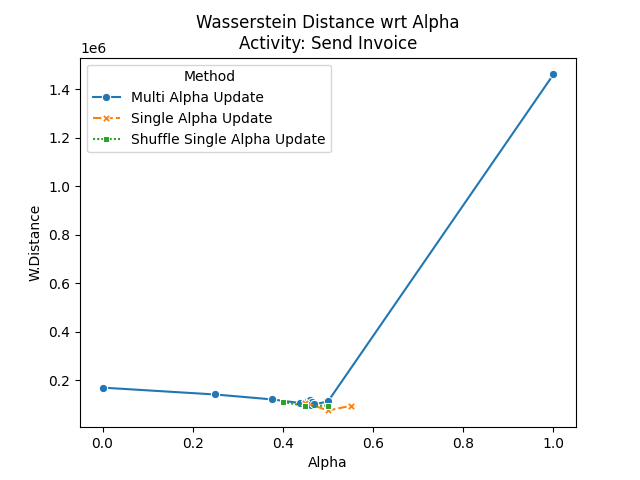 Wasserstein Distance wrt Alpha
Activity: Send Invoice
1e6
Method
Multi Alpha Update
Single Alpha Update
Shuffle Single Alpha Update
1.4
1.2
1.0
0.8
0.6
0.4
0.2
W.Distance
0.0 0.2 0.4 0.6 0.8 1.0
Alpha